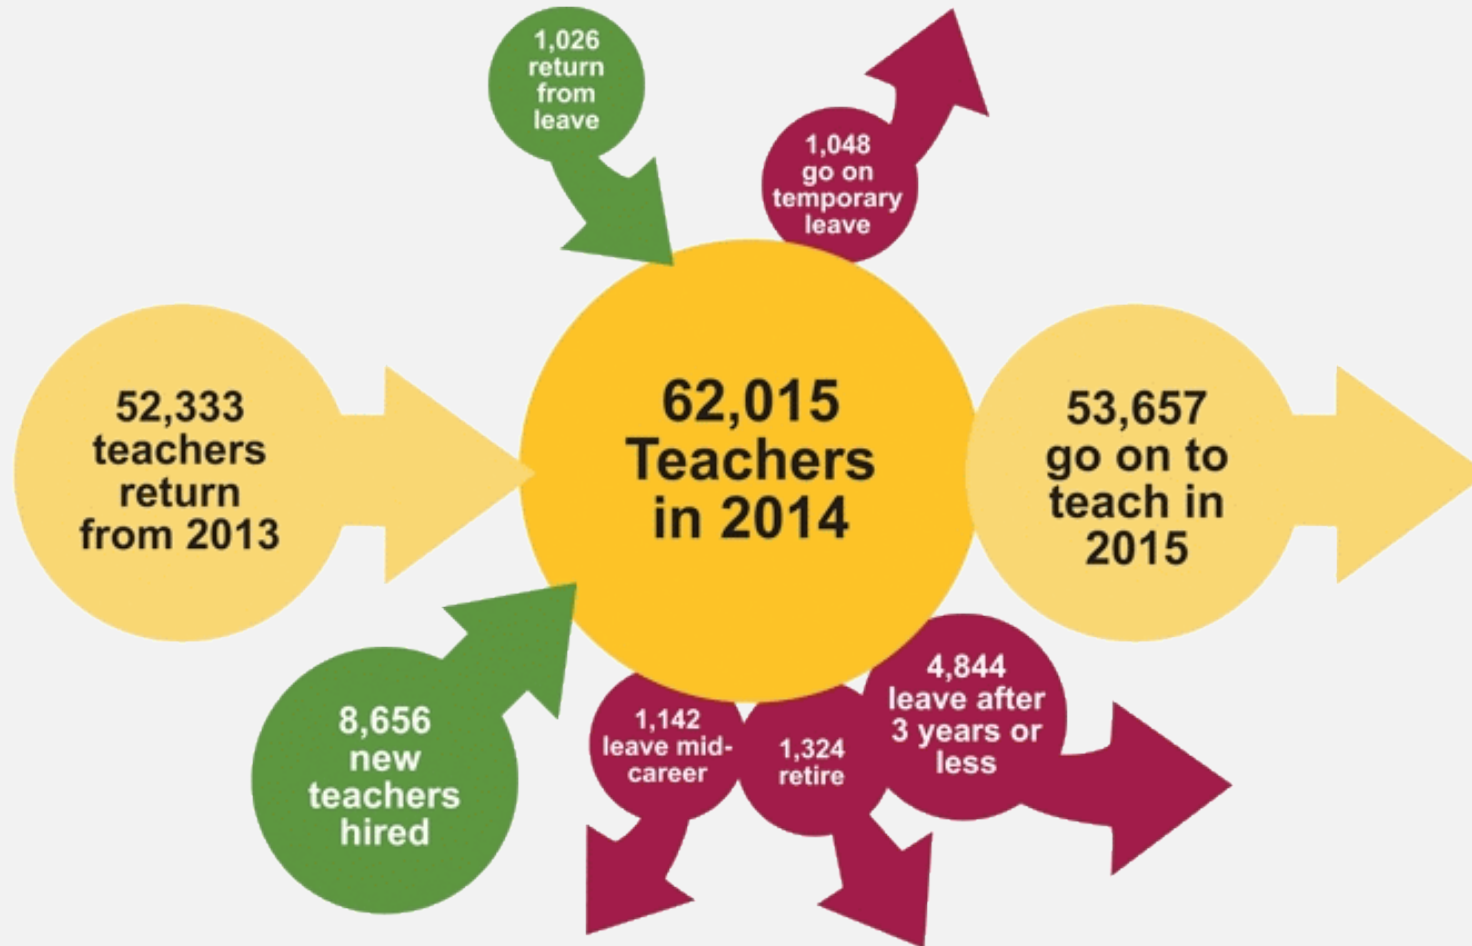 1,026
return
from
leave
1,048
go on
temporary
leave
52,333
teachers
return
from 2013
62,015
Teachers
in 2014
53,657
go on to
teach in
2015
8,656
new
teachers
hired
1,142
leave mid-
career
1,324
retire
4,844
leave after
3 years or
less